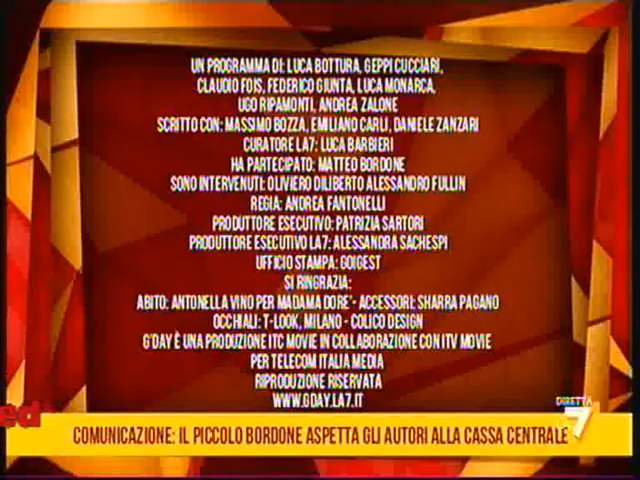 UN PROGRAMMA DI: LUCA BOTTURA, GEPPI CUCCIARI,
CLAUDIO FOIS, FEDERICO GIUNTA, LUCA MONARCA,
UGO RIPAMONTI, ANDREA ZALONE
SCRITTO CON: MASSIMO BOZZA, EMILIANO CARLI, DANIELE ZANZARI
CURATORE LA7: LUCA BARBIERI
HA PARTECIPATO: MATTEO BORDONE
SONO INTERVENUTI: OLIVIERO DILIBERTO ALESSANDRO FULLIN
REGIA: ANDREA FANTONELLI
PRODUTTORE ESECUTIVO: PATRIZIA SARTORI
PRODUTTORE ESECUTIVO LA7: ALESSANDRA SACHESPI
UFFICIO STAMPA: GOIGEST
SI RINGRAZIA:
ABITO: ANTONELLA VINO PER MADAMA DORE'- ACCESSORI: SHARRA PAGANO
OCCHIALI: T-LOOK, MILANO - COLICO DESIGN
G'DAY È UNA PRODUZIONE ITC MOVIE IN COLLABORAZIONE CON ITV MOVIE
PER TELECOM ITALIA MEDIA
RIPRODUZIONE RISERVATA
WWW.GDAY.LA7.IT
DIRETTA
7
ed
COMUNICAZIONE: IL PICCOLO BORDONE ASPETTA GLI AUTORI ALLA CASSA CENTRALE